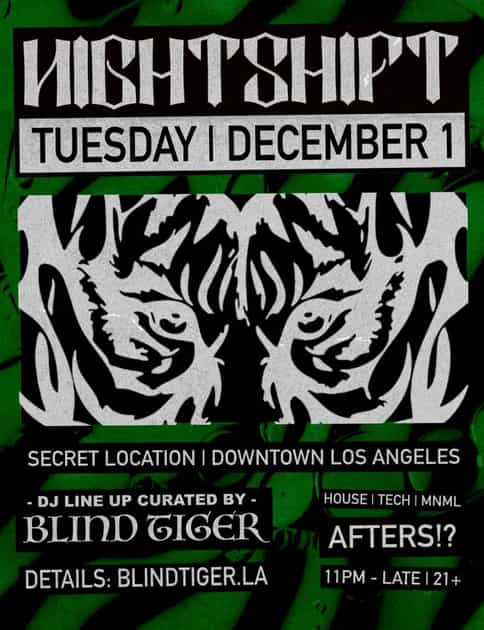 NIGHTSHIFT
TUESDAY | DECEMBER 1
SECRET LOCATION | DOWNTOWN LOS ANGELES
- DJ LINE UP CURATED BY -
BLIND TIGER
DETAILS: BLINDTIGER.LA
HOUSE | TECH | MNML
AFTERS!?
11PM - LATE | 21+